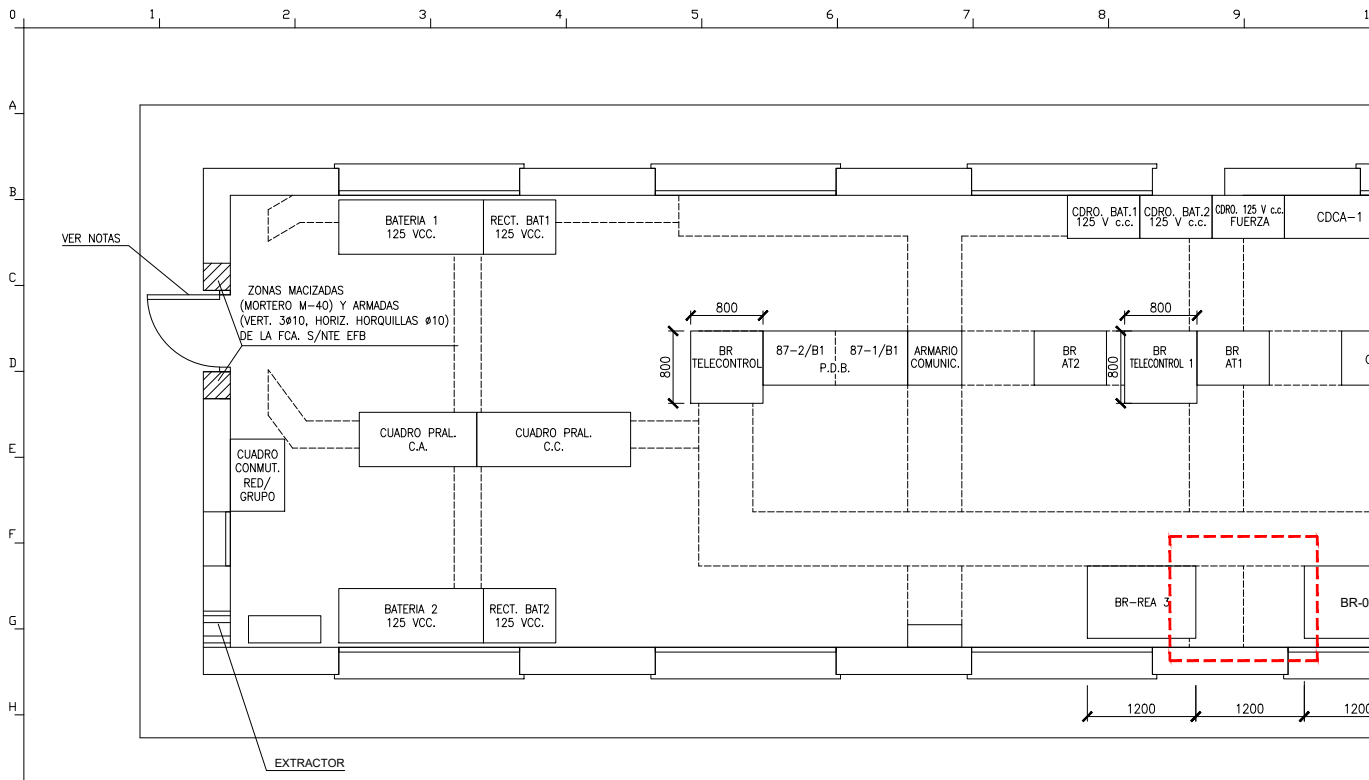 0 1 2 3 4 5 6 7 8 9 1
A
B
C
D
E
F
G
H
VER NOTAS
ZONAS MACIZADAS
(MORTERO M-40) Y ARMADAS
(VERT. 3ø10, HORIZ. HORQUILLAS ø10)
DE LA FCA. S/NTE EFB
BATERIA 1
125 VCC.
RECT. BAT1
125 VCC.
CDRO. BAT.1
125 V c.c.
CDRO. BAT.2
125 V c.c.
CDRO. 125 V c.c.
FUERZA
CDCA-1
800
800
BR
TELECONTROL
87-2/B1
87-1/B1
P.D.B.
ARMARIO
COMUNIC.
BR
AT2
800
800
BR
TELECONTROL 1
BR
AT1
CUADRO PRAL.
C.A.
CUADRO PRAL.
C.C.
CUADRO
CONMUT.
RED/
GRUPO
BATERIA 2
125 VCC.
RECT. BAT2
125 VCC.
BR-REA 3
BR-0
1200
1200
1200
EXTRACTOR